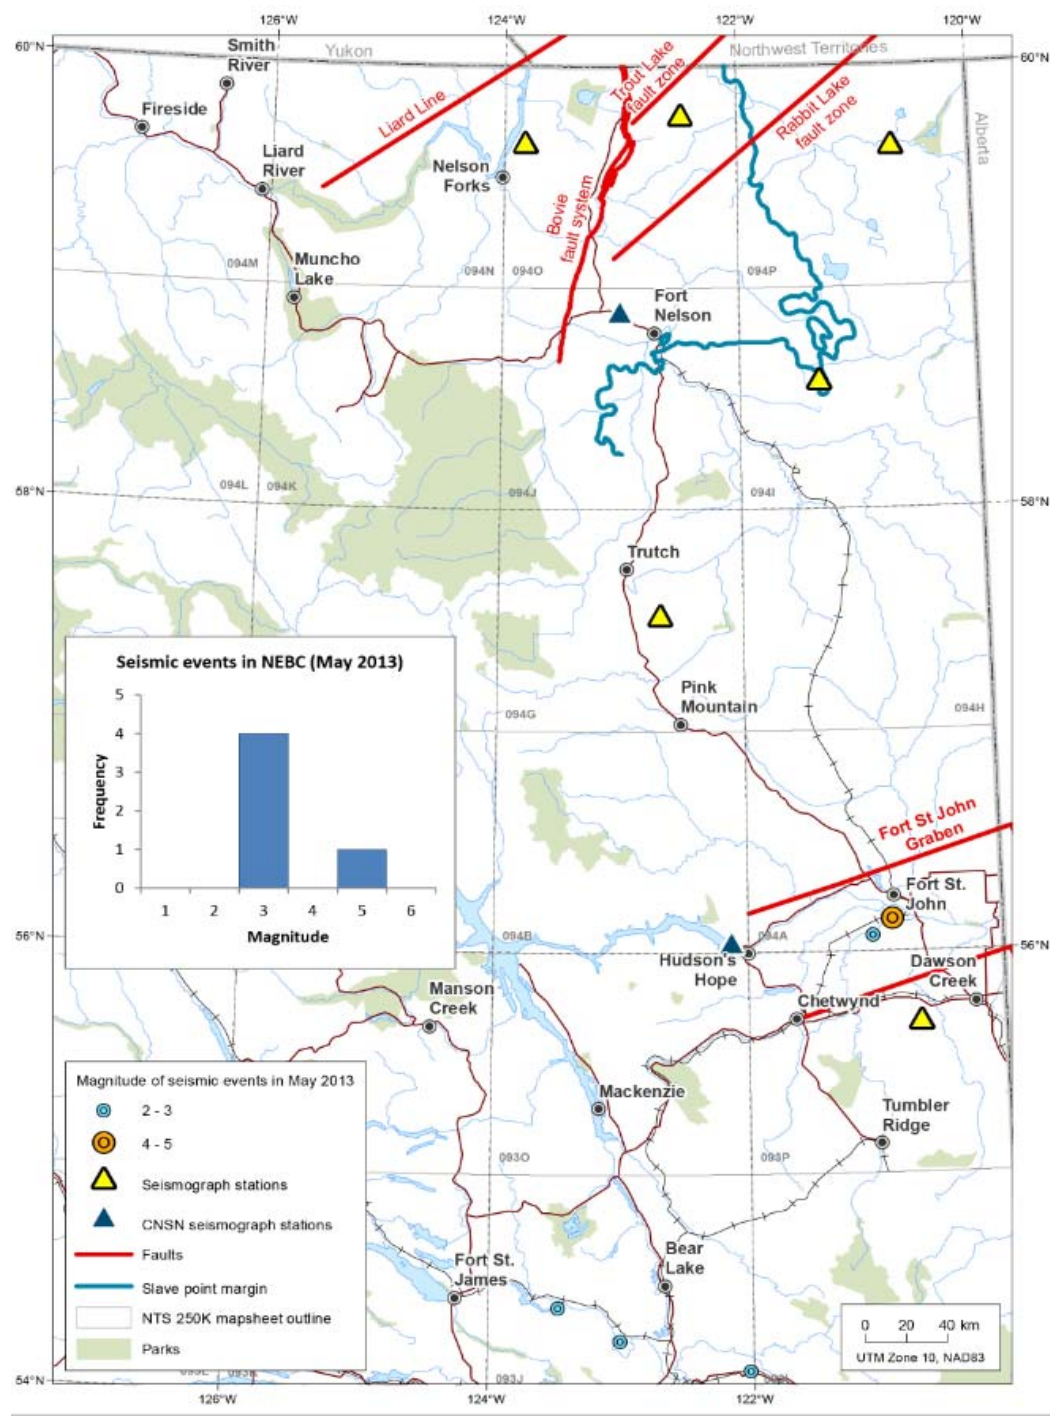 126°W
124°W
122°W
120°W
60°N
Smith
River
Yukon
Northwest Territories
60°N
Trout Lake
fault zone
Liard Line
Rabbit Lake
fault zone
Fireside
Alberta
Liard
River
Nelson
Forks
Bovie
fault system
094M
Muncho
Lake
094N
094O
094P
Fort
Nelson
58°N
094L
094K
094J
094I
58°N
Trutch
Seismic events in NEBC (May 2013)
5
4
3
2
1
0
Frequency
1
2
3
4
5
6
Magnitude
Pink
Mountain
094G
094H
Fort St John
Graben
Fort St.
John
56°N
094B
094A
56°N
Hudson's
Hope
Dawson
Creek
Manson
Creek
Chetwynd
Magnitude of seismic events in May 2013
2 - 3
4 - 5
Seismograph stations
CNSN seismograph stations
Faults
Slave point margin
NTS 250K mapsheet outline
Parks
Mackenzie
Tumbler
Ridge
093O
093P
Fort St.
James
Bear
Lake
0 20 40 km
UTM Zone 10, NAD83
54°N
093J
126°W
124°W
122°W